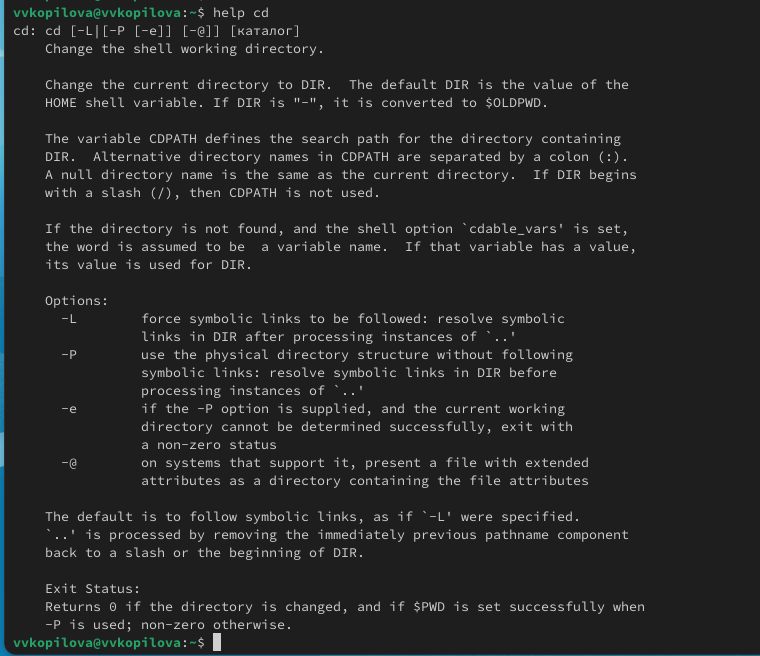 vvkopilova@vvkopilova:~$ help cd
cd: cd [-L|[-P [-e]] [-@]] [каталог]
    Change the shell working directory.

    Change the current directory to DIR.  The default DIR is the value of the
    HOME shell variable. If DIR is "-", it is converted to $OLDPWD.

    The variable CDPATH defines the search path for the directory containing
    DIR.  Alternative directory names in CDPATH are separated by a colon (:).
    A null directory name is the same as the current directory.  If DIR begins
    with a slash (/), then CDPATH is not used.

    If the directory is not found, and the shell option `cdable_vars' is set,
    the word is assumed to be  a variable name.  If that variable has a value,
    its value is used for DIR.

    Options:
      -L        force symbolic links to be followed: resolve symbolic
                links in DIR after processing instances of `..'
      -P        use the physical directory structure without following
                symbolic links: resolve symbolic links in DIR before
                processing instances of `..'
      -e        if the -P option is supplied, and the current working
                directory cannot be determined successfully, exit with
                a non-zero status
      -@        on systems that support it, present a file with extended
                attributes as a directory containing the file attributes

    The default is to follow symbolic links, as if `-L' were specified.
    `..' is processed by removing the immediately previous pathname component
    back to a slash or the beginning of DIR.

    Exit Status:
    Returns 0 if the directory is changed, and if $PWD is set successfully when
    -P is used; non-zero otherwise.
vvkopilova@vvkopilova:~$